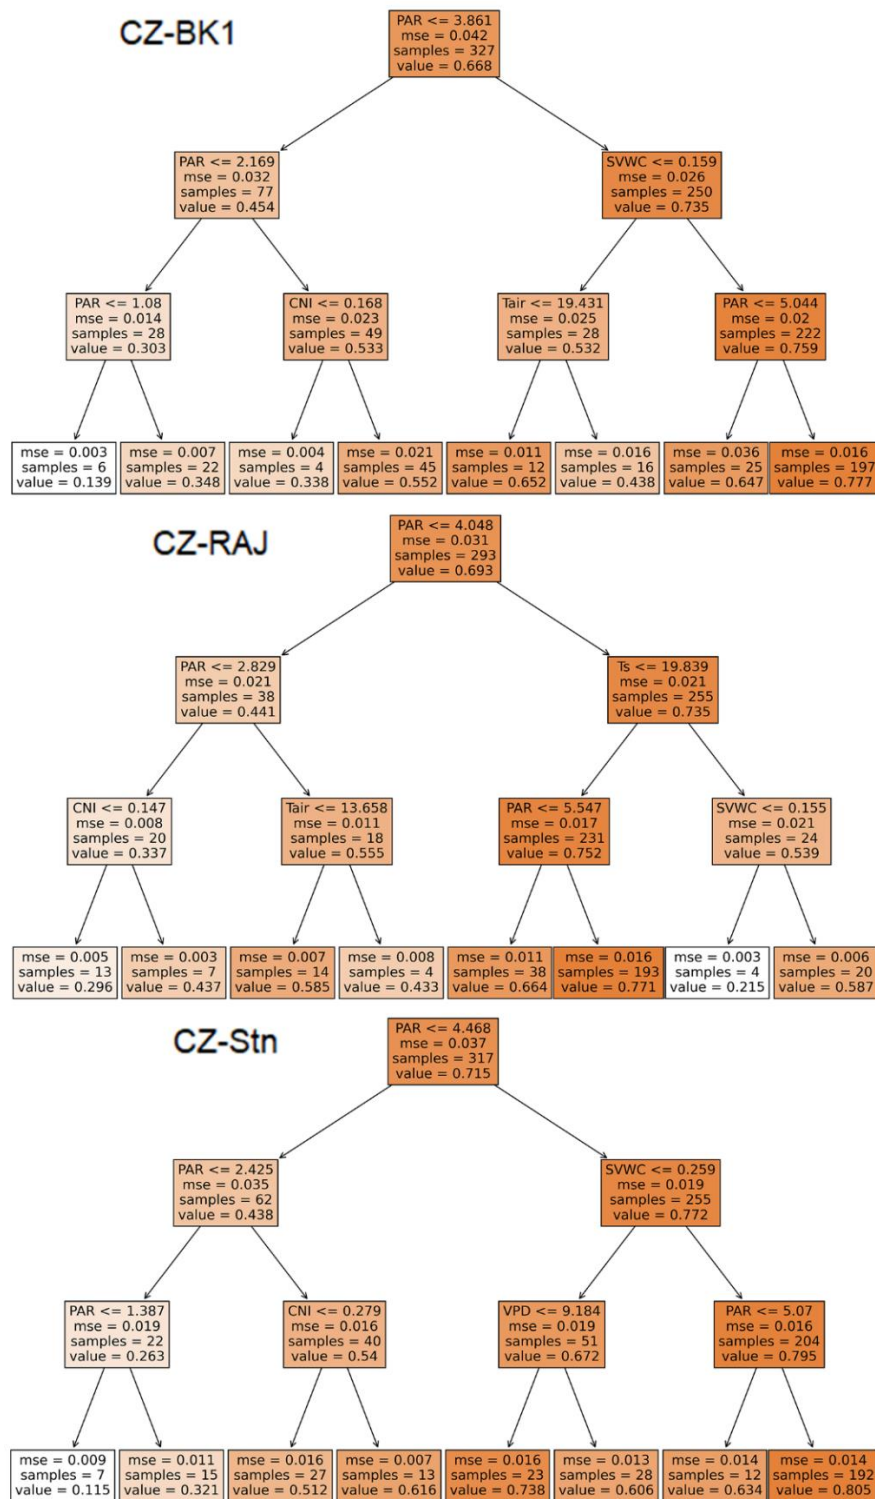 CZ-BK1
PAR <= 3.861
mse = 0.042
samples = 327
value = 0.668
PAR <= 2.169
mse = 0.032
samples = 77
value = 0.454
SVWC <= 0.159
mse = 0.026
samples = 250
value = 0.735
PAR <= 1.08
mse = 0.014
samples = 28
value = 0.303
CNI <= 0.168
mse = 0.023
samples = 49
value = 0.533
Tair <= 19.431
mse = 0.025
samples = 28
value = 0.532
PAR <= 5.044
mse = 0.02
samples = 222
value = 0.759
mse = 0.003
samples = 6
value = 0.139
mse = 0.007
samples = 22
value = 0.348
mse = 0.004
samples = 4
value = 0.338
mse = 0.021
samples = 45
value = 0.552
mse = 0.011
samples = 12
value = 0.652
mse = 0.016
samples = 16
value = 0.438
mse = 0.036
samples = 25
value = 0.647
mse = 0.016
samples = 197
value = 0.777
CZ-RAJ
PAR <= 4.048
mse = 0.031
samples = 293
value = 0.693
PAR <= 2.829
mse = 0.021
samples = 38
value = 0.441
Ts <= 19.839
mse = 0.021
samples = 255
value = 0.735
CNI <= 0.147
mse = 0.008
samples = 20
value = 0.337
Tair <= 13.658
mse = 0.011
samples = 18
value = 0.555
PAR <= 5.547
mse = 0.017
samples = 231
value = 0.752
SVWC <= 0.155
mse = 0.021
samples = 24
value = 0.539
mse = 0.005
samples = 13
value = 0.296
mse = 0.003
samples = 7
value = 0.437
mse = 0.007
samples = 14
value = 0.585
mse = 0.008
samples = 4
value = 0.433
mse = 0.011
samples = 38
value = 0.664
mse = 0.016
samples = 193
value = 0.771
mse = 0.003
samples = 4
value = 0.215
mse = 0.006
samples = 20
value = 0.587
CZ-Stn
PAR <= 4.468
mse = 0.037
samples = 317
value = 0.715
PAR <= 2.425
mse = 0.035
samples = 62
value = 0.438
SVWC <= 0.259
mse = 0.019
samples = 255
value = 0.772
PAR <= 1.387
mse = 0.019
samples = 22
value = 0.263
CNI <= 0.279
mse = 0.016
samples = 40
value = 0.54
VPD <= 9.184
mse = 0.019
samples = 51
value = 0.672
PAR <= 5.07
mse = 0.016
samples = 204
value = 0.795
mse = 0.009
samples = 7
value = 0.115
mse = 0.011
samples = 15
value = 0.321
mse = 0.016
samples = 27
value = 0.512
mse = 0.007
samples = 13
value = 0.616
mse = 0.016
samples = 23
value = 0.738
mse = 0.013
samples = 28
value = 0.606
mse = 0.014
samples = 12
value = 0.634
mse = 0.014
samples = 192
value = 0.805